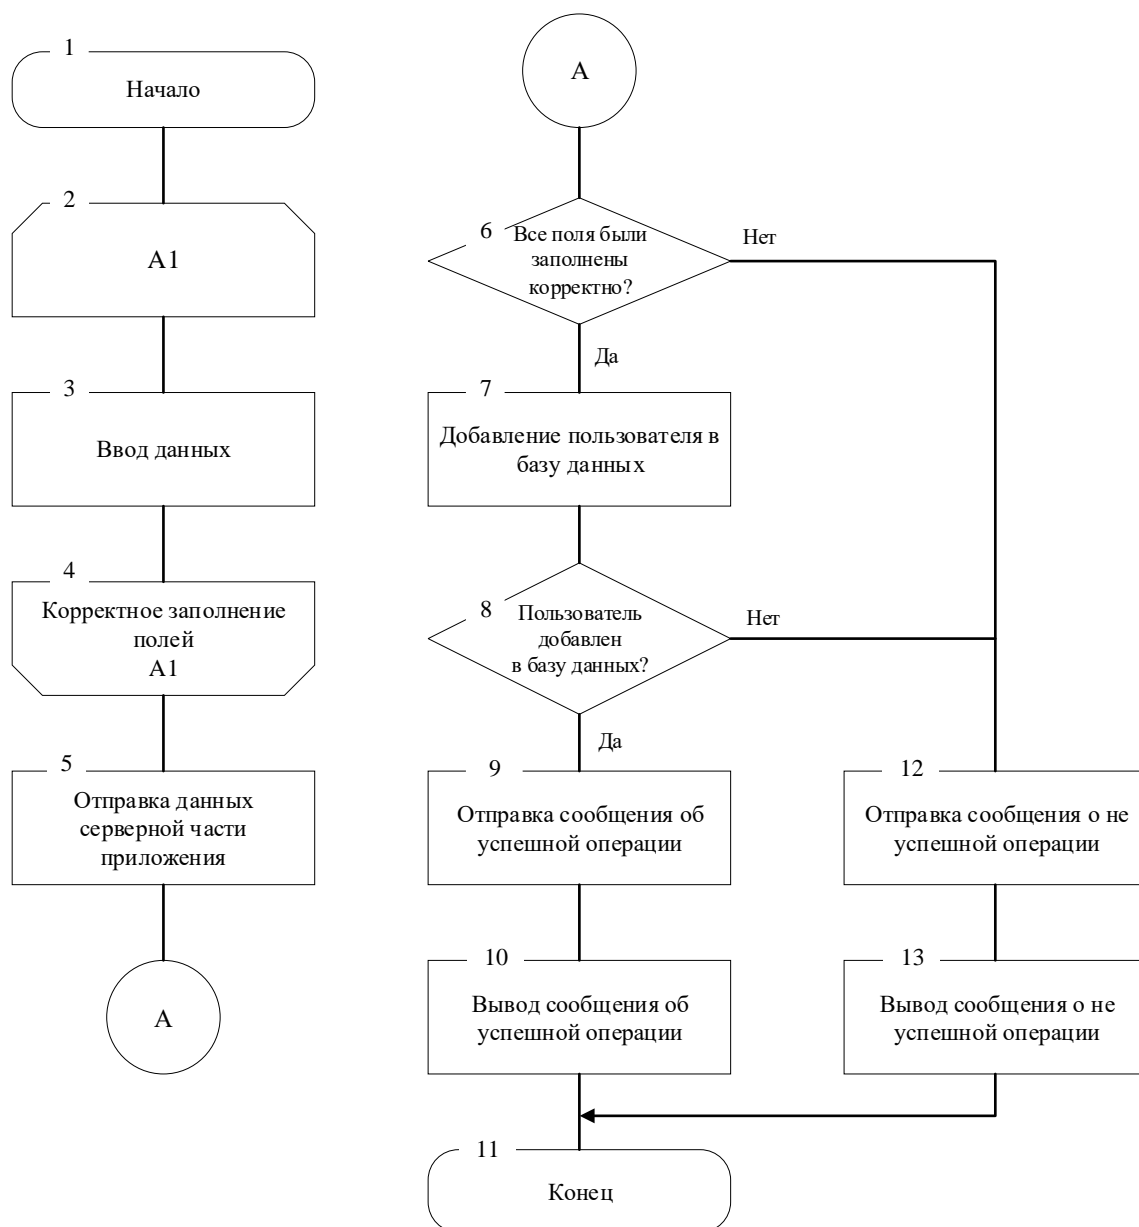 1
Начало
2
А1
3
Ввод данных
4
Корректное заполнение
полей
А1
5
Отправка данных
серверной части
приложения
А
А
6
Все поля были
заполнены
корректно?
Нет
Да
7
Добавление пользователя в
базу данных
8
Пользователь
добавлен
в базу данных?
Нет
Да
9
Отправка сообщения об
успешной операции
10
Вывод сообщения об
успешной операции
11
Конец
12
Отправка сообщения о не
успешной операции
13
Вывод сообщения о не
успешной операции